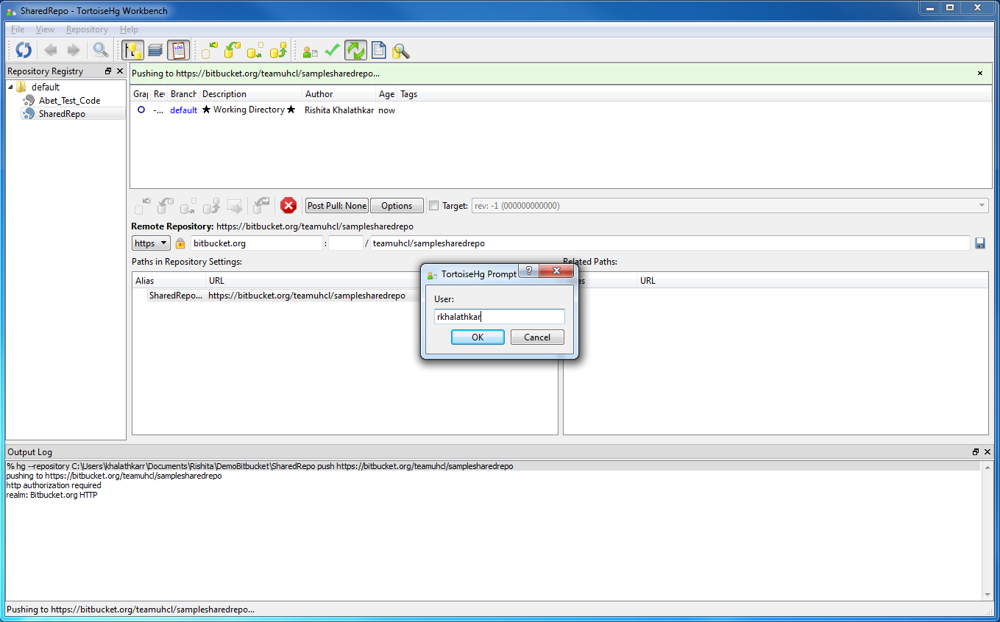 SharedRepo - TortoiseHg Workbench
File View Repository Help
LOG
Repository Registry
default
Abet_Test_Code
SharedRepo
Pushing to https://bitbucket.org/teamuhcl/samplesharedrepo...
Grap Rev Branch Description Author Age Tags
-... default ★ Working Directory ★ Rishita Khalathkar now
Post Pull: None Options Target: rev: -1 (000000000000)
Remote Repository: https://bitbucket.org/teamuhcl/samplesharedrepo
https bitbucket.org : / teamuhcl/samplesharedrepo
Paths in Repository Settings:
Related Paths:
Alias URL
as URL
SharedRepo... https://bitbucket.org/teamuhcl/samplesharedrepo
TortoiseHg Prompt ?
User:
rkhalathkar
OK Cancel
Output Log
% hg --repository C:\Users\khalathkarr\Documents\Rishita\DemoBitbucket\SharedRepo push https://bitbucket.org/teamuhcl/samplesharedrepo
pushing to https://bitbucket.org/teamuhcl/samplesharedrepo
http authorization required
realm: Bitbucket.org HTTP
Pushing to https://bitbucket.org/teamuhcl/samplesharedrepo...